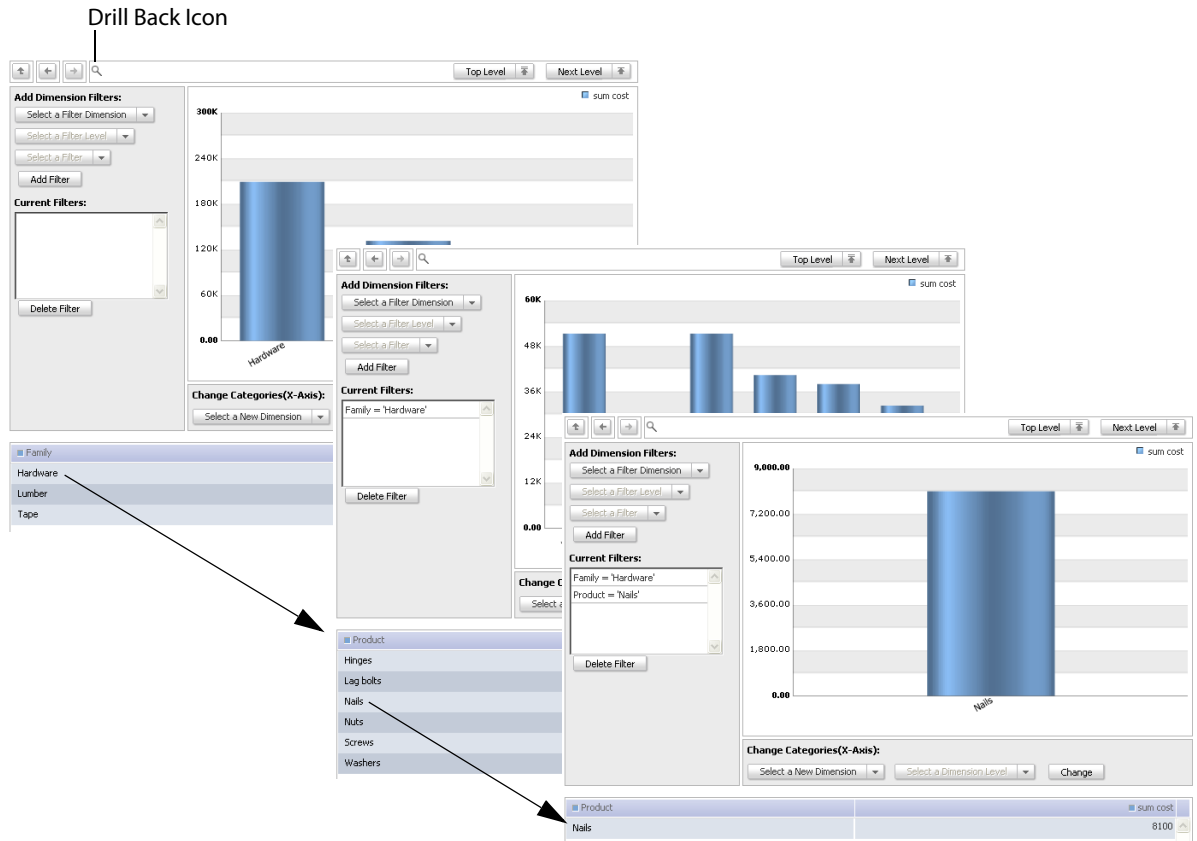 Drill Back Icon
Top Level
Next Level
Add Dimension Filters:
Select a Filter Dimension
Select a Filter Level
Select a Filter
Add Filter
Current Filters:
Delete Filter
sum cost
300K
240K
180K
120K
60K
0.00
Hardware
Change Categories(X-Axis):
Select a New Dimension
Family
Hardware
Lumber
Tape
Top Level
Next Level
Add Dimension Filters:
Select a Filter Dimension
Select a Filter Level
Select a Filter
Add Filter
Current Filters:
Family = 'Hardware'
Delete Filter
sum cost
60K
48K
36K
24K
12K
0.00
Change C
Select a
Product
Hinges
Lag bolts
Nails
Nuts
Screws
Washers
Top Level
Next Level
Add Dimension Filters:
Select a Filter Dimension
Select a Filter Level
Select a Filter
Add Filter
Current Filters:
Family = 'Hardware'
Product = 'Nails'
Delete Filter
sum cost
9,000.00
7,200.00
5,400.00
3,600.00
1,800.00
0.00
Nails
Change Categories(X-Axis):
Select a New Dimension
Select a Dimension Level
Change
Product
sum cost
Nails
8100